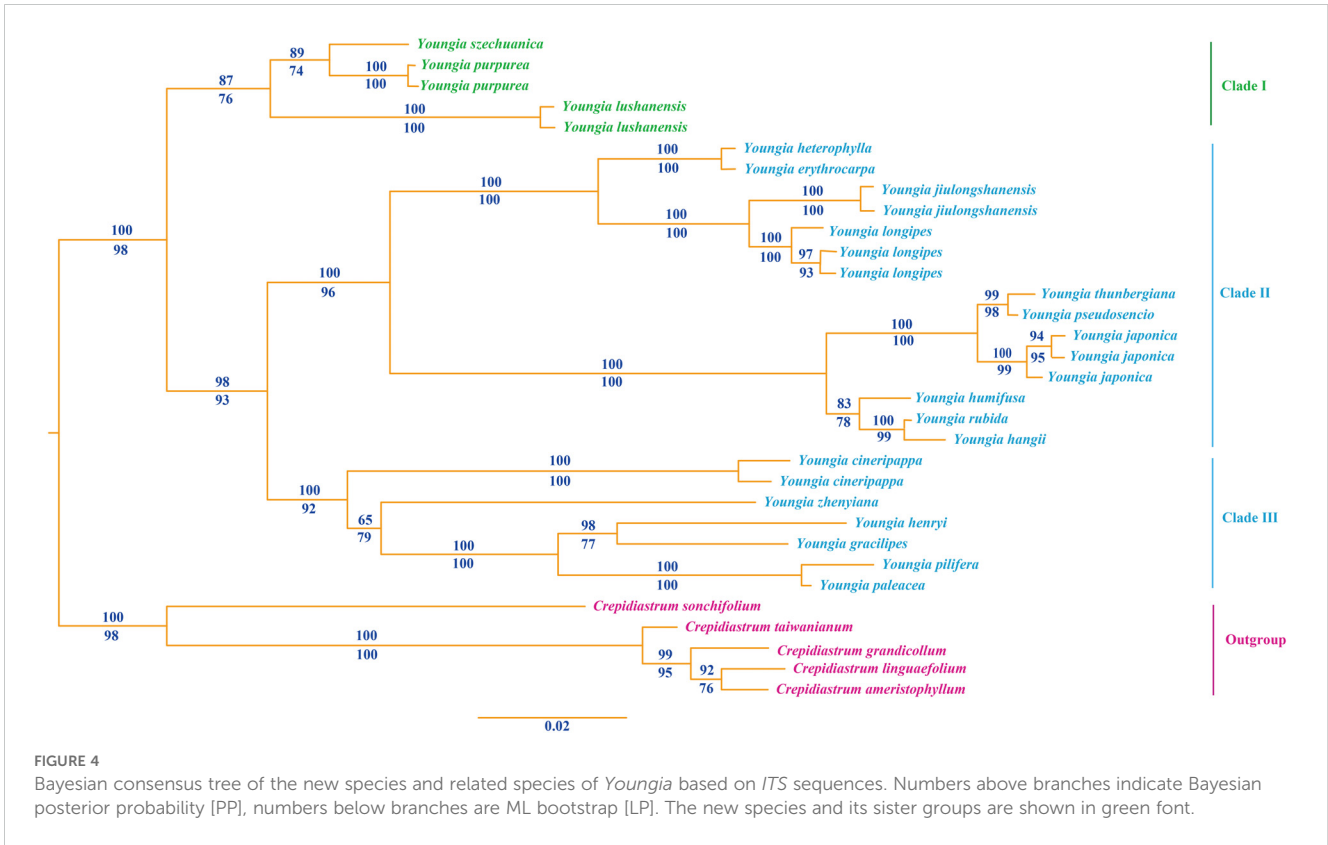 Youngia szechuanica
89
74
100
Youngia purpurea
100
Youngia purpurea
87
76
Clade I
100
Youngia lushanensis
100
Youngia lushanensis
100
Youngia heterophylla
100
Youngia erythrocarpa
100
100
100
Youngia jiulongshanensis
100
Youngia jiulongshanensis
100
100
Youngia longipes
100
100
97
Youngia longipes
93
Youngia longipes
100
98
100
96
99
Youngia thunbergiana
98
Youngia pseudosencio
Clade II
100
100
94
Youngia japonica
95
Youngia japonica
100
99
Youngia japonica
100
100
98
93
83
78
Youngia humifusa
100
99
Youngia rubida
Youngia hangii
100
Youngia cineripappa
100
Youngia cineripappa
100
92
65
79
Youngia zhenyiana
98
77
Youngia henryi
Youngia gracilipes
Clade III
100
100
100
Youngia pilifera
100
Youngia paleacea
Crepidiastrum sonchifolium
100
98
Crepidiastrum taiwanianum
100
100
99
95
Crepidiastrum grandicollum
92
Crepidiastrum linguaefolium
76
Crepidiastrum ameristophyllum
Outgroup
0.02
FIGURE 4
Bayesian consensus tree of the new species and related species of Youngia based on ITS sequences. Numbers above branches indicate Bayesian
posterior probability [PP], numbers below branches are ML bootstrap [LP]. The new species and its sister groups are shown in green font.